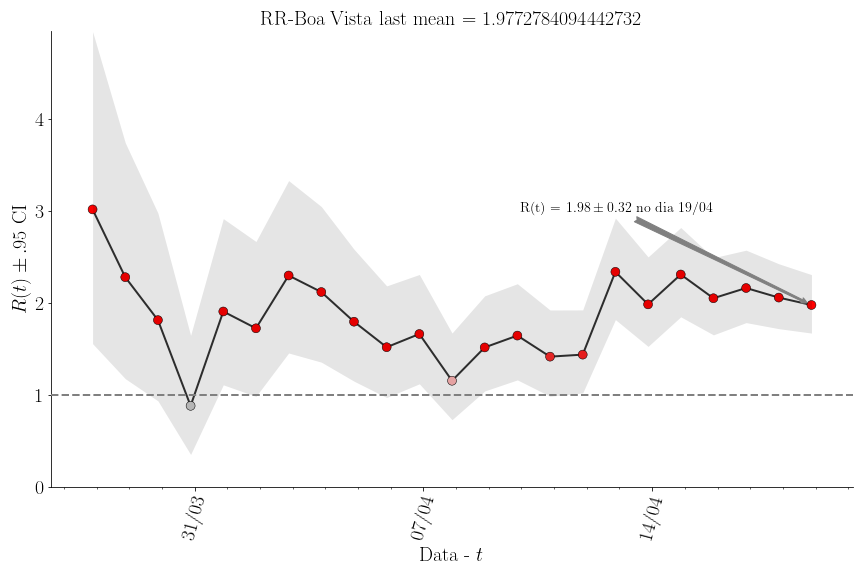 RR-Boa Vista last mean = 1.9772784094442732
4
3
2
1
0
R(t) ± .95 CI
R(t) = 1.98 ± 0.32 no dia 19/04
31/03
07/04
14/04
Data - t